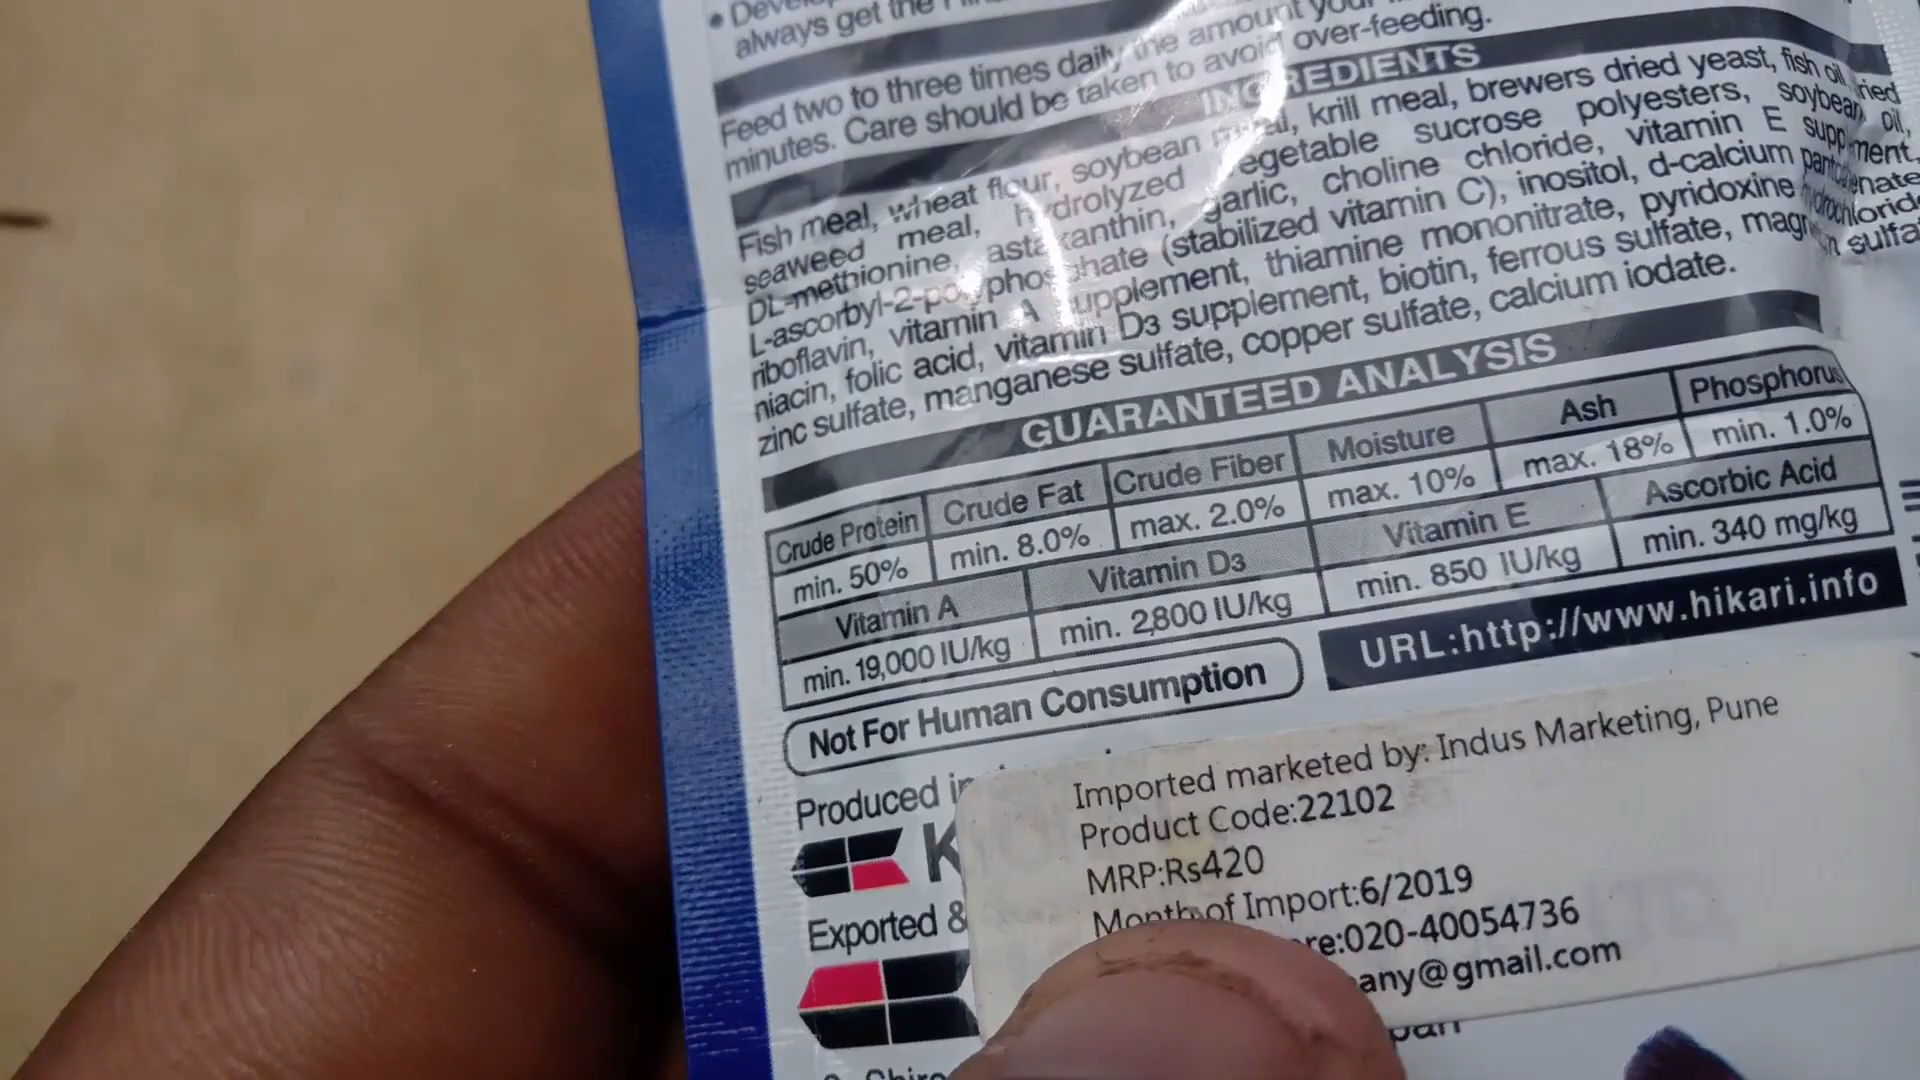 always get the
Feed two to three times daily, the amount your
minutes. Care should be taken to avoid over-feeding.
INGREDIENTS
Fish meal, wheat flour, soybean meal, krill meal, brewers dried yeast, fish oil, dried
seaweed meal, hydrolyzed vegetable sucrose polyesters, soybean oil,
DL-methionine, astaxanthin, garlic, choline chloride, vitamin E supplement,
L-ascorbyl-2-polyphosphate (stabilized vitamin C), inositol, d-calcium pantothenate,
riboflavin, vitamin A supplement, thiamine mononitrate, pyridoxine hydrochloride,
niacin, folic acid, vitamin D3 supplement, biotin, ferrous sulfate, magnesium sulfate,
zinc sulfate, manganese sulfate, copper sulfate, calcium iodate.
GUARANTEED ANALYSIS
Crude Protein Crude Fat Crude Fiber Moisture Ash Phosphorus
min. 50% min. 8.0% max. 2.0% max. 10% max. 18% min. 1.0%
Vitamin A Vitamin D3 Vitamin E Ascorbic Acid
min. 19,000 IU/kg min. 2,800 IU/kg min. 850 IU/kg min. 340 mg/kg
Not For Human Consumption URL:http://www.hikari.info
Produced
Exported &
Imported marketed by: Indus Marketing, Pune
Product Code:22102
MRP:Rs420
Month of Import:6/2019
re:020-40054736
any@gmail.com